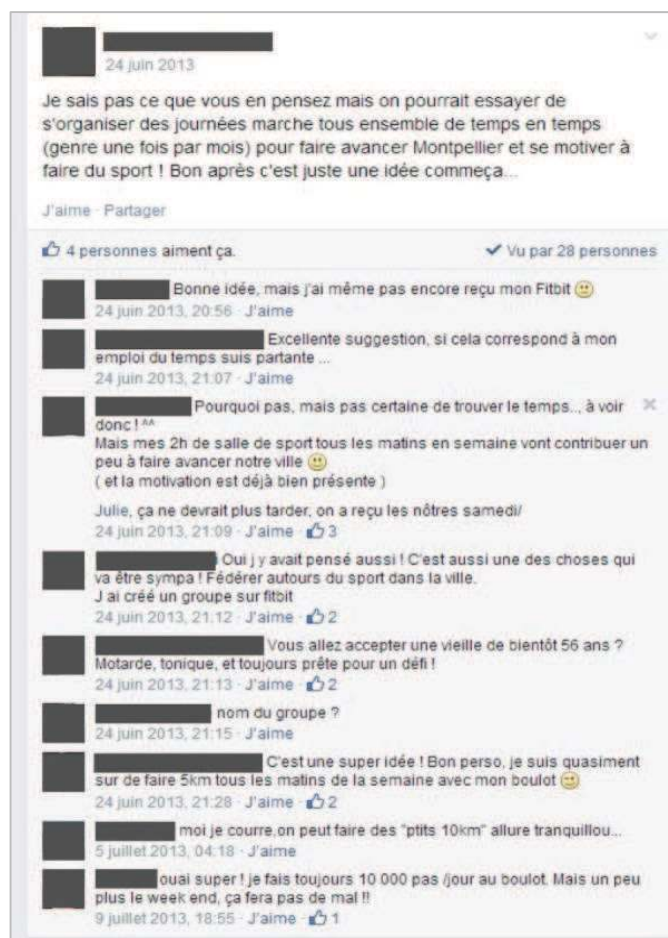 24 juin 2013
Je sais pas ce que vous en pensez mais on pourrait essayer de
s'organiser des journées marche tous ensemble de temps en temps
(genre une fois par mois) pour faire avancer Montpellier et se motiver à
faire du sport ! Bon après c'est juste une idée commeça...
J'aime · Partager
4 personnes aiment ça.
Vu par 28 personnes
Bonne idée, mais j'ai même pas encore reçu mon Fitbit
24 juin 2013, 20:56 · J'aime
Excellente suggestion, si cela correspond à mon
emploi du temps suis partante ...
24 juin 2013, 21:07 · J'aime
Pourquoi pas, mais pas certaine de trouver le temps.., à voir
donc ! ^^
Mais mes 2h de salle de sport tous les matins en semaine vont contribuer un
peu à faire avancer notre ville
( et la motivation est déjà bien présente )
Julie, ça ne devrait plus tarder, on a reçu les nôtres samedi/
24 juin 2013, 21:09 · J'aime · 3
Oui j y avait pensé aussi ! C'est aussi une des choses qui
va être sympa ! Fédérer autours du sport dans la ville.
J ai créé un groupe sur fitbit
24 juin 2013, 21:12 · J'aime · 2
Vous allez accepter une vieille de bientôt 56 ans ?
Motarde, tonique, et toujours prête pour un défi !
24 juin 2013, 21:13 · J'aime · 2
nom du groupe ?
24 juin 2013, 21:15 · J'aime
C'est une super idée ! Bon perso, je suis quasiment
sur de faire 5km tous les matins de la semaine avec mon boulot
24 juin 2013, 21:28 · J'aime · 2
moi je courre,on peut faire des "ptits 10km" allure tranquillou...
5 juillet 2013, 04:18 · J'aime
ouai super ! je fais toujours 10 000 pas /jour au boulot. Mais un peu
plus le week end, ça fera pas de mal !!
9 juillet 2013, 18:55 · J'aime · 1